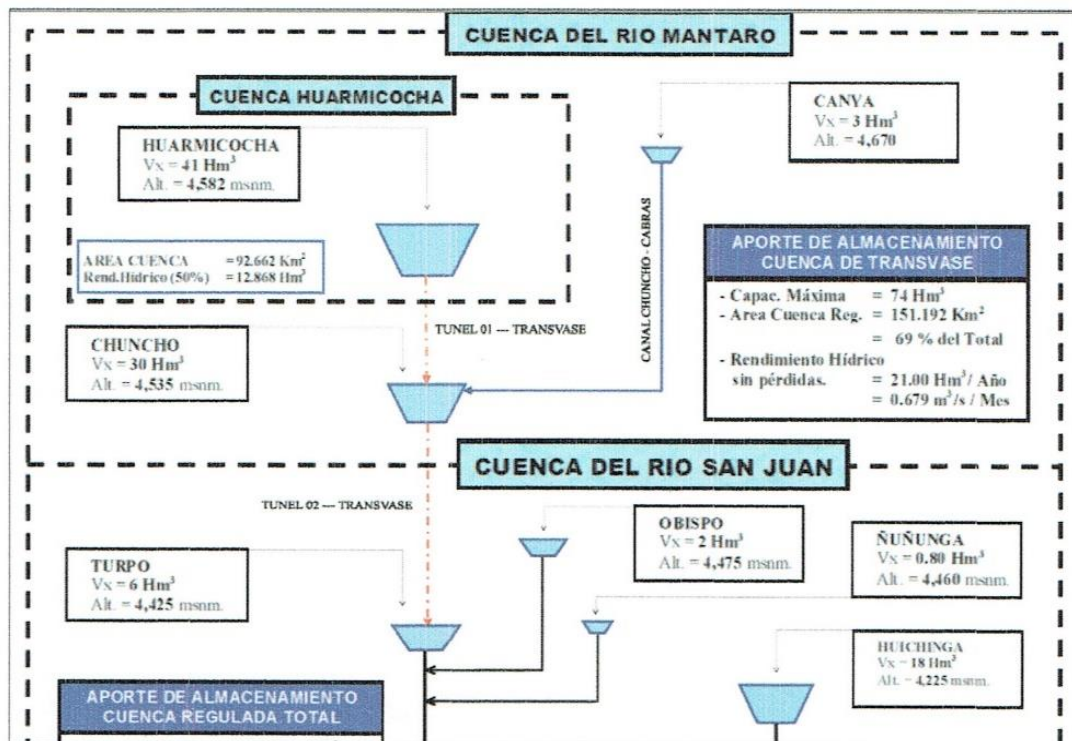 CUENCA DEL RIO MANTARO
CUENCA HUARMICOCHA
HUARMICOCHA
Vx = 41 Hm³
Alt. = 4,582 msnm.
CANYA
Vx = 3 Hm³
Alt. = 4,670
AREA CUENCA = 92.662 Km²
Rend.Hídrico (50%) = 12.868 Hm³
CANAL CHUNCHO - CABRAS
APORTE DE ALMACENAMIENTO
CUENCA DE TRANSVASE
- Capac. Máxima = 74 Hm³
- Area Cuenca Reg. = 151.192 Km²
= 69 % del Total
- Rendimiento Hídrico
sin pérdidas. = 21.00 Hm³/ Año
= 0.679 m³/s / Mes
TUNEL 01 --- TRANSVASE
CHUNCHO
Vx = 30 Hm³
Alt. = 4,535 msnm.
CUENCA DEL RIO SAN JUAN
TUNEL 02 --- TRANSVASE
OBISPO
Vx = 2 Hm³
Alt. = 4,475 msnm.
ÑUÑUNGA
Vx = 0.80 Hm³
Alt. = 4,460 msnm.
TURPO
Vx = 6 Hm³
Alt. = 4,425 msnm.
HUICHINGA
Vx = 18 Hm³
Alt. = 4,225 msnm.
APORTE DE ALMACENAMIENTO
CUENCA REGULADA TOTAL